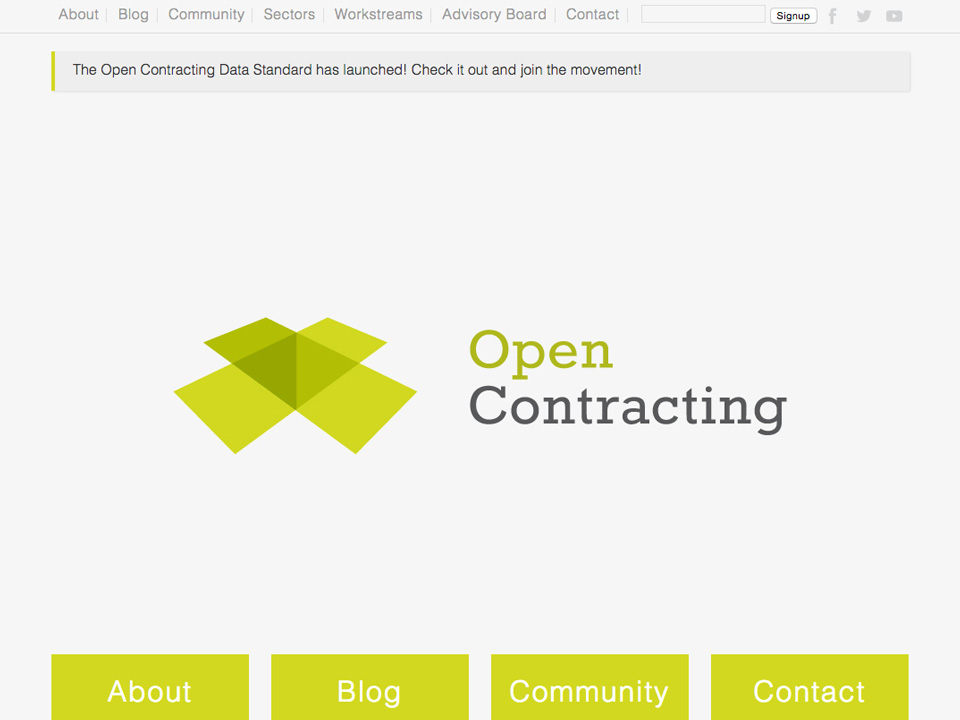 About Blog Community Sectors Workstreams Advisory Board Contact Signup
The Open Contracting Data Standard has launched! Check it out and join the movement!
Open
Contracting
About Blog Community Contact